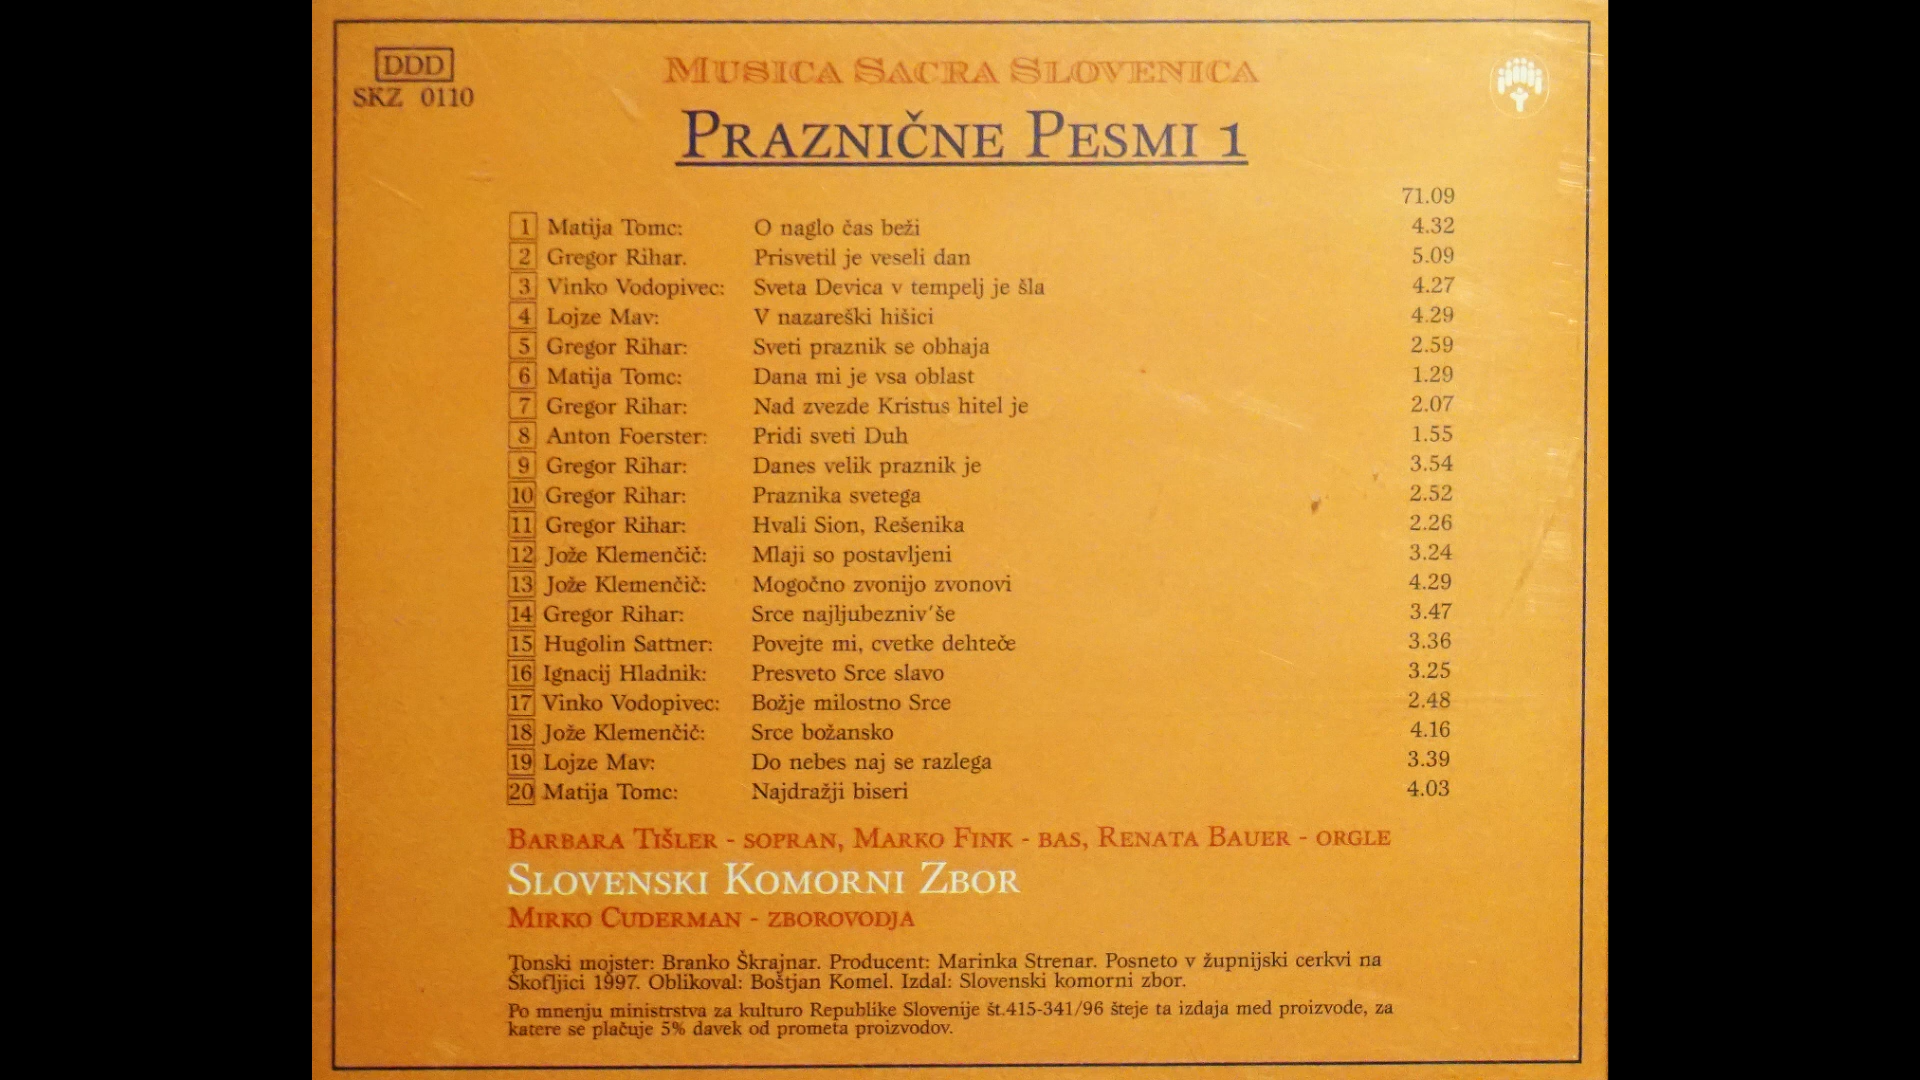 DDD
SKZ 0110
MUSICA SACRA SLOVENICA
PRAZNIČNE PESMI 1
71.09
1 Matija Tomc: O naglo čas beži 4.32
2 Gregor Rihar. Prisvetil je veseli dan 5.09
3 Vinko Vodopivec: Sveta Devica v tempelj je šla 4.27
4 Lojze Mav: V nazareški hišici 4.29
5 Gregor Rihar: Sveti praznik se obhaja 2.59
6 Matija Tomc: Dana mi je vsa oblast 1.29
7 Gregor Rihar: Nad zvezde Kristus hitel je 2.07
8 Anton Foerster: Pridi sveti Duh 1.55
9 Gregor Rihar: Danes velik praznik je 3.54
10 Gregor Rihar: Praznika svetega 2.52
11 Gregor Rihar: Hvali Sion, Rešenika 2.26
12 Jože Klemenčič: Mlaji so postavljeni 3.24
13 Jože Klemenčič: Mogočno zvonijo zvonovi 4.29
14 Gregor Rihar: Srce najljubezniv´še 3.47
15 Hugolin Sattner: Povejte mi, cvetke dehteče 3.36
16 Ignacij Hladnik: Presveto Srce slavo 3.25
17 Vinko Vodopivec: Božje milostno Srce 2.48
18 Jože Klemenčič: Srce božansko 4.16
19 Lojze Mav: Do nebes naj se razlega 3.39
20 Matija Tomc: Najdražji biseri 4.03
BARBARA TIŠLER - SOPRAN, MARKO FINK - BAS, RENATA BAUER - ORGLE
SLOVENSKI KOMORNI ZBOR
MIRKO CUDERMAN - ZBOROVODJA
Tonski mojster: Branko Škrajnar. Producent: Marinka Strenar. Posneto v župnijski cerkvi na
Škofljici 1997. Oblikoval: Boštjan Komel. Izdal: Slovenski komorni zbor.
Po mnenju ministrstva za kulturo Republike Slovenije št.415-341/96 šteje ta izdaja med proizvode, za
katere se plačuje 5% davek od prometa proizvodov.